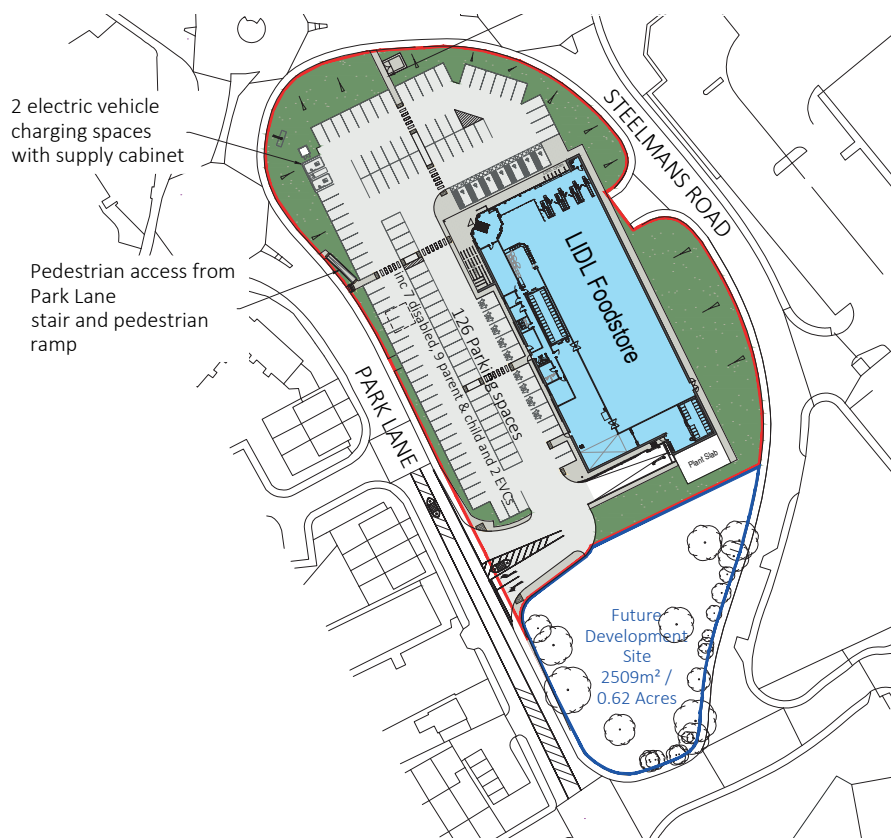 2 electric vehicle
charging spaces
with supply cabinet
STEELMANS ROAD
Pedestrian access from
Park Lane
stair and pedestrian
ramp
LIDL Foodstore
126 Parking spaces
inc 7 disabled, 9 parent & child and 2 EVCs
PARK LANE
Plant Slab
Future
Development
Site
2509m² /
0.62 Acres